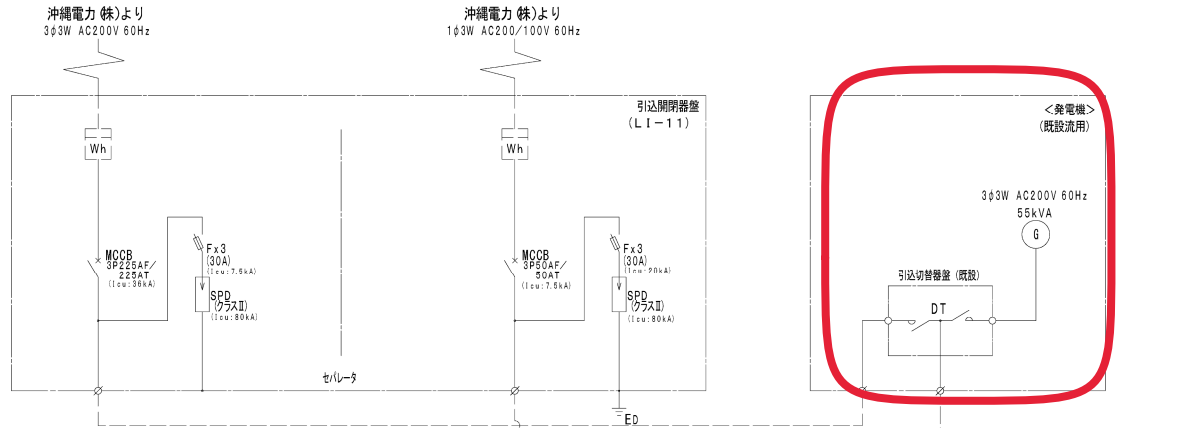 沖縄電力(株)より
3φ3W AC200V 60Hz
沖縄電力(株)より
1φ3W AC200/100V 60Hz
引込開閉器盤
(LI-11)
Wh
MCCB
3P225AF/
225AT
(Icu:36kA)
Fx3
(30A)
(Icu:7.5kA)
SPD
(クラスⅡ)
(Icu:80kA)
セパレータ
Wh
MCCB
3P50AF/
50AT
(Icu:7.5kA)
Fx3
(30A)
(Icu:20kA)
SPD
(クラスⅡ)
(Icu:80kA)
ED
<発電機>
(既設流用)
3φ3W AC200V 60Hz
55kVA
G
引込切替器盤(既設)
DT